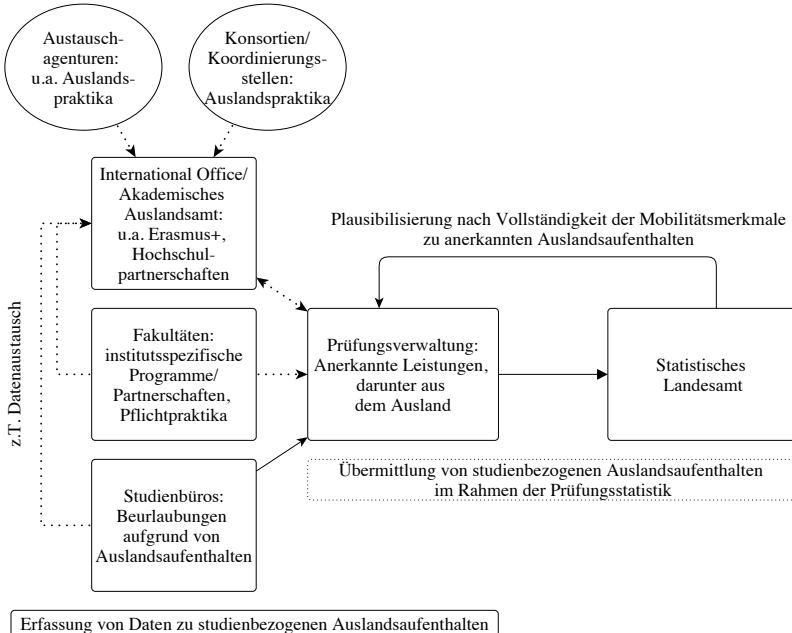 Austausch-
agenturen:
u.a. Auslands-
praktika
Konsortien/
Koordinierungs-
stellen:
Auslandspraktika
International Office/
Akademisches
Auslandsamt:
u.a. Erasmus+,
Hochschul-
partnerschaften
Plausibilisierung nach Vollständigkeit der Mobilitätsmerkmale
zu anerkannten Auslandsaufenthalten
z.T. Datenaustausch
Fakultäten:
institutsspezifische
Programme/
Partnerschaften,
Pflichtpraktika
Prüfungsverwaltung:
Anerkannte Leistungen,
darunter aus
dem Ausland
Statistisches
Landesamt
Studienbüros:
Beurlaubungen
aufgrund von
Auslandsaufenthalten
Übermittlung von studienbezogenen Auslandsaufenthalten
im Rahmen der Prüfungsstatistik
Erfassung von Daten zu studienbezogenen Auslandsaufenthalten